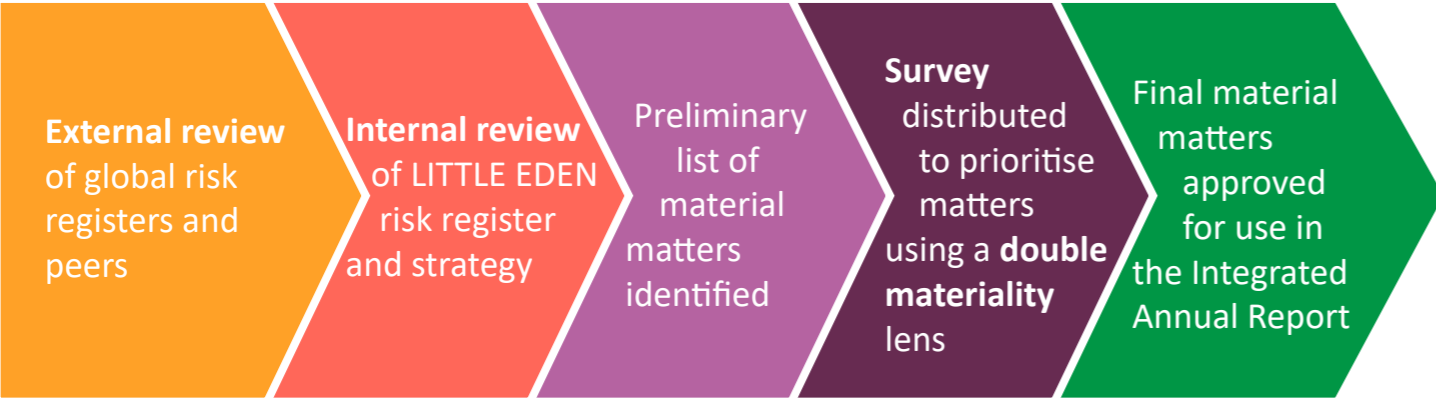 External review
of global risk
registers and
peers
Internal review
of LITTLE EDEN
risk register
and strategy
Preliminary
list of
material
matters
identified
Survey
distributed
to prioritise
matters
using a double
materiality
lens
Final material
matters
approved
for use in
the Integrated
Annual Report